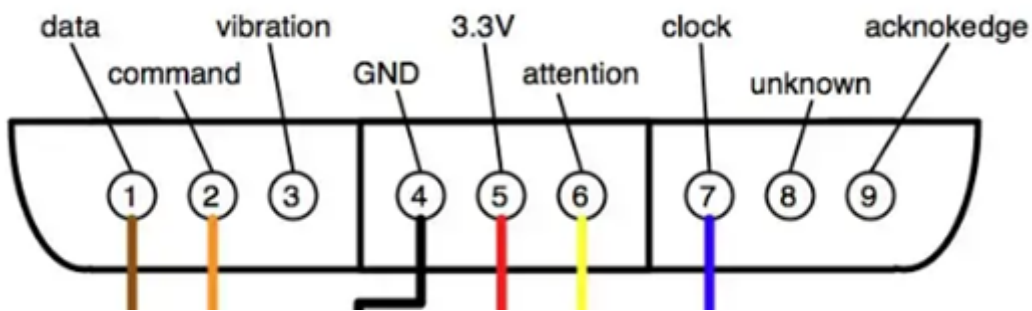 data vibration 3.3V clock acknokedge
command GND attention unknown
1 2 3 4 5 6 7 8 9